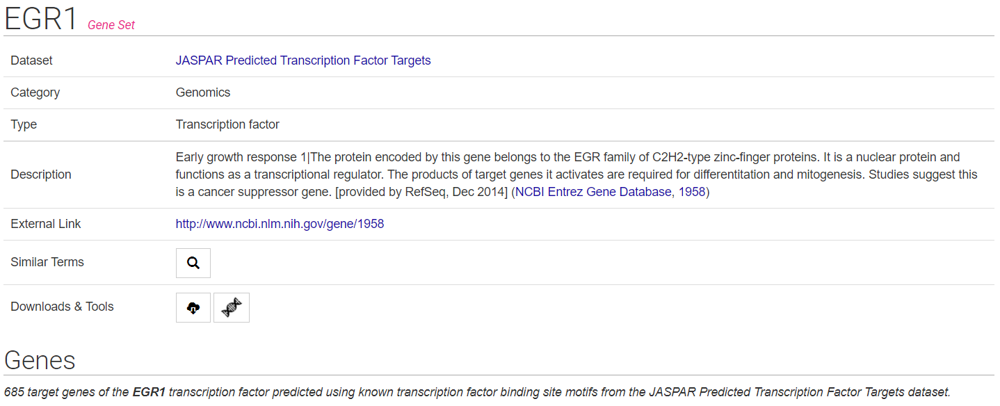 EGR1 Gene Set
Dataset JASPAR Predicted Transcription Factor Targets
Category Genomics
Type Transcription factor
Early growth response 1|The protein encoded by this gene belongs to the EGR family of C2H2-type zinc-finger proteins. It is a nuclear protein and
Description functions as a transcriptional regulator. The products of target genes it activates are required for differentitation and mitogenesis. Studies suggest this
is a cancer suppressor gene. [provided by RefSeq, Dec 2014] (NCBI Entrez Gene Database, 1958)
External Link http://www.ncbi.nlm.nih.gov/gene/1958
Similar Terms
Downloads & Tools
Genes
685 target genes of the EGR1 transcription factor predicted using known transcription factor binding site motifs from the JASPAR Predicted Transcription Factor Targets dataset.